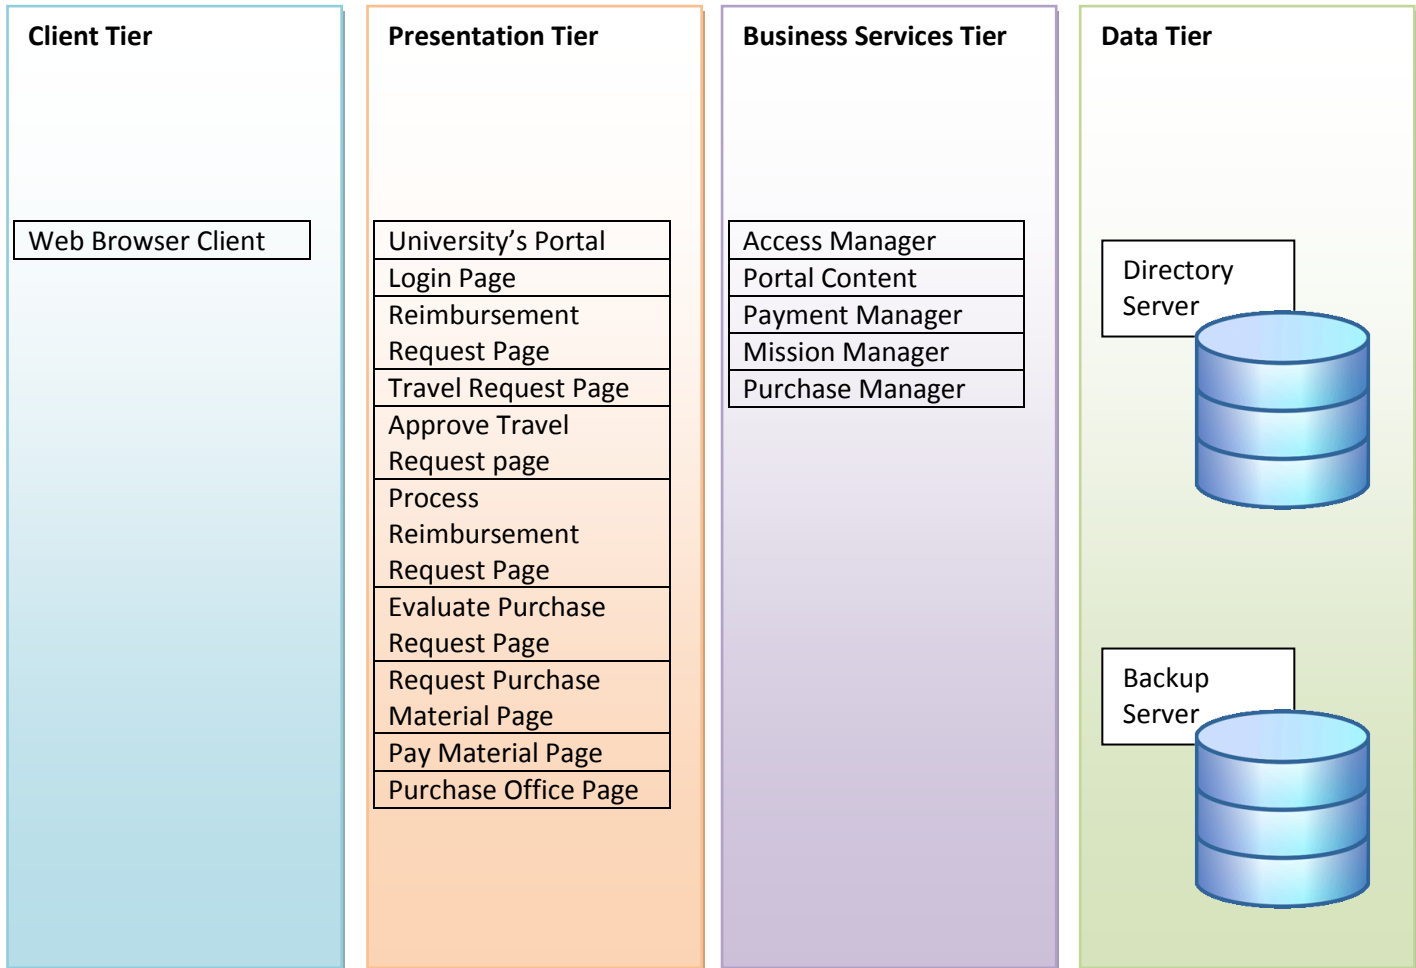 Client Tier
Web Browser Client
Presentation Tier
University’s Portal
Login Page
Reimbursement
Request Page
Travel Request Page
Approve Travel
Request page
Process
Reimbursement
Request Page
Evaluate Purchase
Request Page
Request Purchase
Material Page
Pay Material Page
Purchase Office Page
Business Services Tier
Access Manager
Portal Content
Payment Manager
Mission Manager
Purchase Manager
Data Tier
Directory
Server
Backup
Server